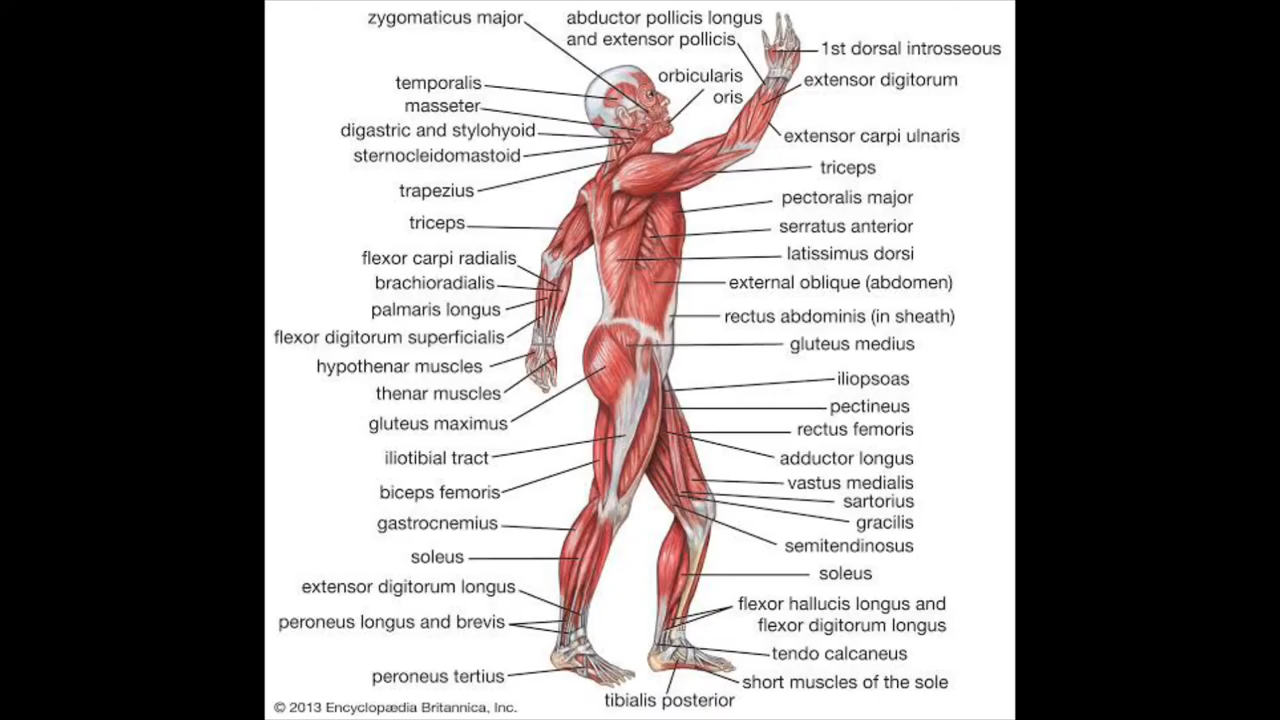 zygomaticus major
temporalis
masseter
digastric and stylohyoid
sternocleidomastoid
trapezius
triceps
flexor carpi radialis
brachioradialis
palmaris longus
flexor digitorum superficialis
hypothenar muscles
thenar muscles
gluteus maximus
iliotibial tract
biceps femoris
gastrocnemius
soleus
extensor digitorum longus
peroneus longus and brevis
peroneus tertius
abductor pollicis longus
and extensor pollicis
orbicularis
oris
1st dorsal introsseous
extensor digitorum
extensor carpi ulnaris
triceps
pectoralis major
serratus anterior
latissimus dorsi
external oblique (abdomen)
rectus abdominis (in sheath)
gluteus medius
iliopsoas
pectineus
rectus femoris
adductor longus
vastus medialis
sartorius
gracilis
semitendinosus
soleus
flexor hallucis longus and
flexor digitorum longus
tendo calcaneus
short muscles of the sole
tibialis posterior
© 2013 Encyclopædia Britannica, Inc.